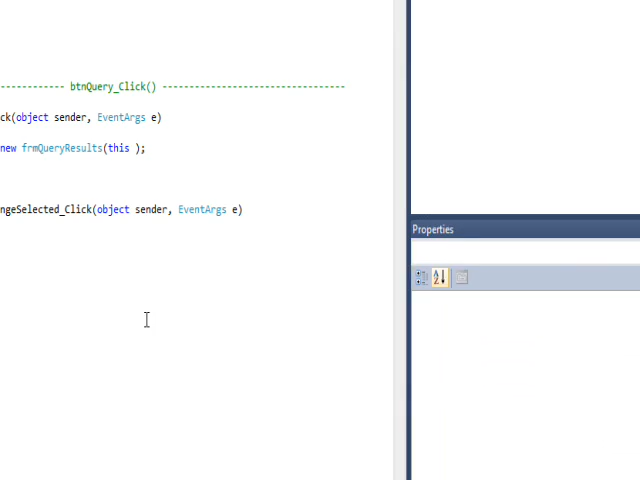 ------------ btnQuery_Click() ----------------------------------
ck(object sender, EventArgs e)
new frmQueryResults(this );
ngeSelected_Click(object sender, EventArgs e)
Properties